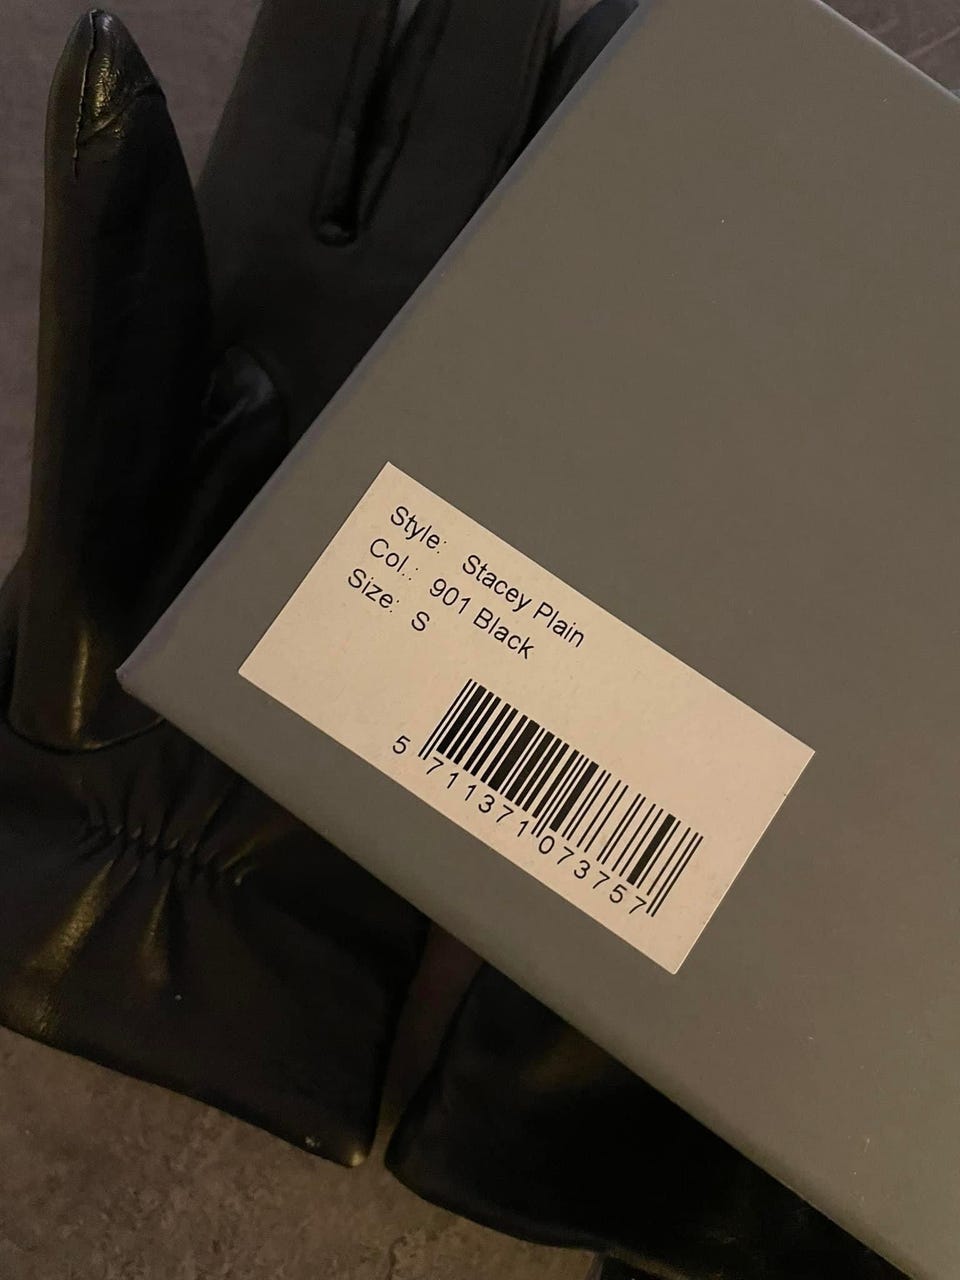 Style: Stacey Plain
Col.: 901 Black
Size: S
5 711371 073757